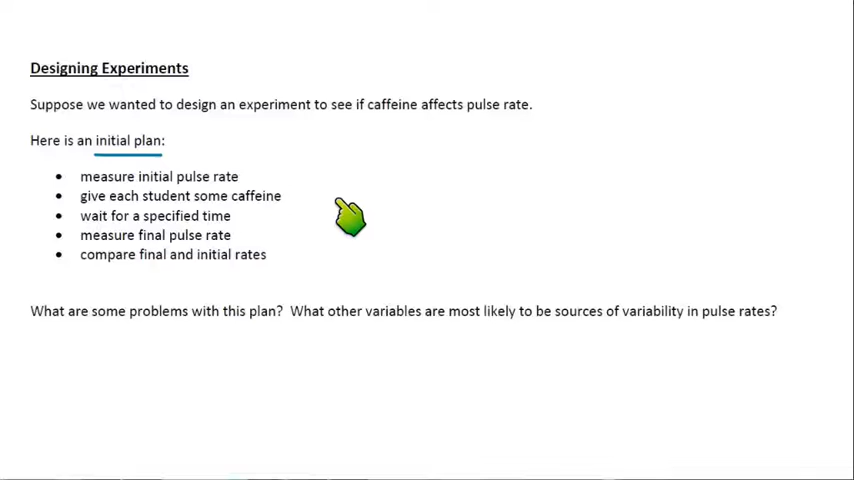 Designing Experiments
Suppose we wanted to design an experiment to see if caffeine affects pulse rate.
Here is an initial plan:
• measure initial pulse rate
• give each student some caffeine
• wait for a specified time
• measure final pulse rate
• compare final and initial rates
What are some problems with this plan? What other variables are most likely to be sources of variability in pulse rates?